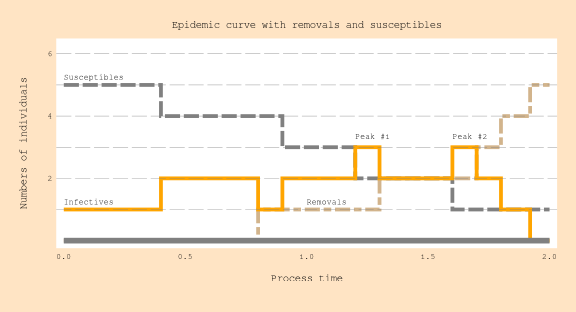 Epidemic curve with removals and susceptibles
Numbers of individuals
6
4
2
Susceptibles
Peak #1
Peak #2
Infectives
Removals
0.0 0.5 1.0 1.5 2.0
Process time